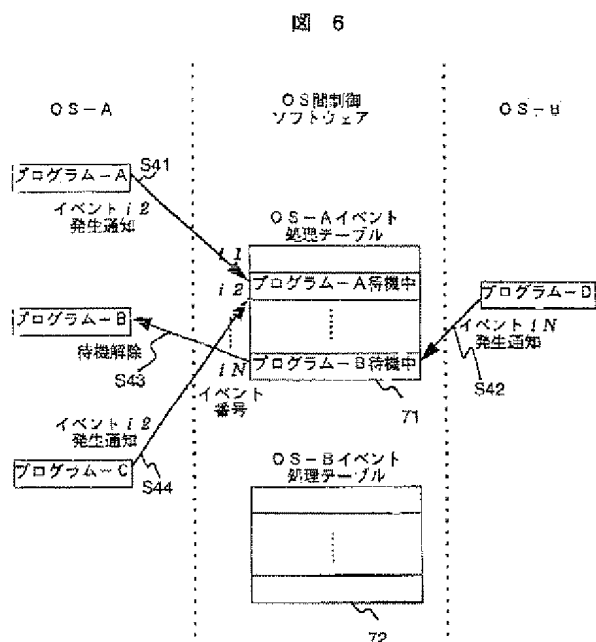 図 6
OS-A
OS間制御
ソフトウェア
OS-B
プログラム-A
S41
イベントi2
発生通知
OS-Aイベント
処理テーブル
i1
i2
プログラム-A待機中
プログラム-D
プログラム-B
待機解除
S43
iN
プログラム-B待機中
イベントiN
発生通知
S42
イベント
番号
71
イベントi2
発生通知
プログラム-C
S44
OS-Bイベント
処理テーブル
72